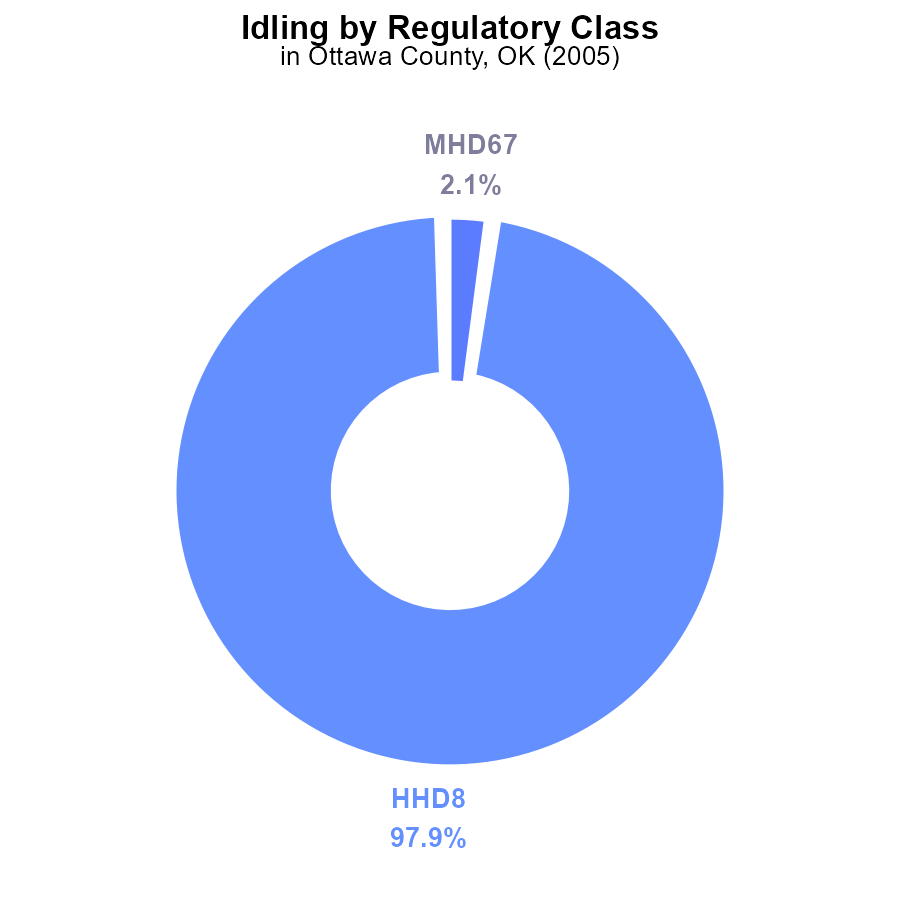 Idling by Regulatory Class
in Ottawa County, OK (2005)
MHD67
2.1%
HHD8
97.9%